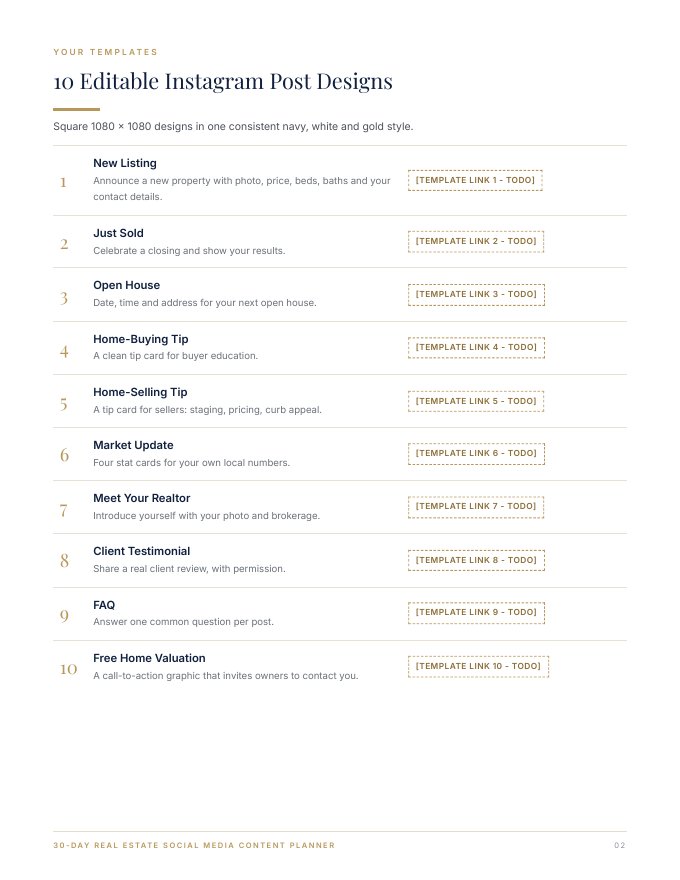 YOUR TEMPLATES
10 Editable Instagram Post Designs
Square 1080 × 1080 designs in one consistent navy, white and gold style.
1
New Listing
Announce a new property with photo, price, beds, baths and your
contact details.
[TEMPLATE LINK 1 - TODO]
2
Just Sold
Celebrate a closing and show your results.
[TEMPLATE LINK 2 - TODO]
3
Open House
Date, time and address for your next open house.
[TEMPLATE LINK 3 - TODO]
4
Home-Buying Tip
A clean tip card for buyer education.
[TEMPLATE LINK 4 - TODO]
5
Home-Selling Tip
A tip card for sellers: staging, pricing, curb appeal.
[TEMPLATE LINK 5 - TODO]
6
Market Update
Four stat cards for your own local numbers.
[TEMPLATE LINK 6 - TODO]
7
Meet Your Realtor
Introduce yourself with your photo and brokerage.
[TEMPLATE LINK 7 - TODO]
8
Client Testimonial
Share a real client review, with permission.
[TEMPLATE LINK 8 - TODO]
9
FAQ
Answer one common question per post.
[TEMPLATE LINK 9 - TODO]
10
Free Home Valuation
A call-to-action graphic that invites owners to contact you.
[TEMPLATE LINK 10 - TODO]
30-DAY REAL ESTATE SOCIAL MEDIA CONTENT PLANNER
02